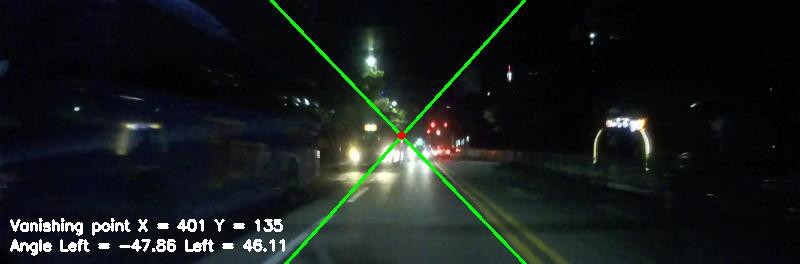 Vanishing point X = 401 Y = 135
Angle Left = -47.86 Left = 46.11